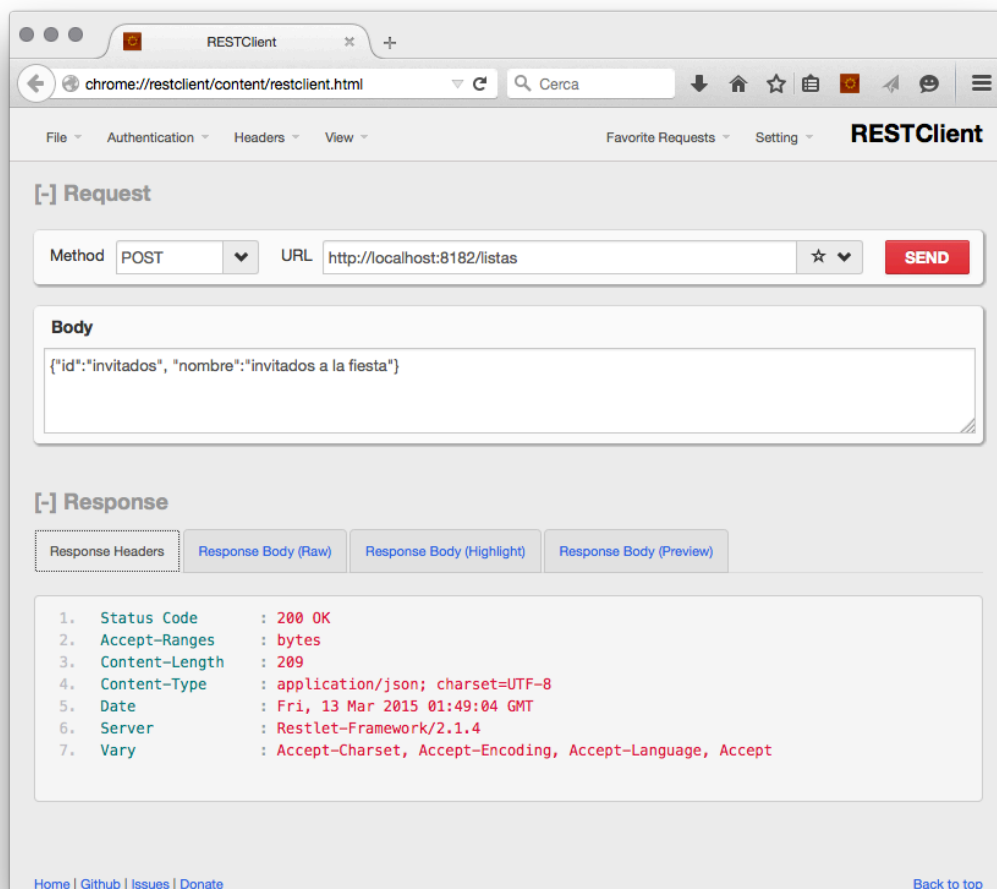 RESTClient
chrome://restclient/content/restclient.html
Cerca
File Authentication Headers View Favorite Requests Setting RESTClient
[-] Request
Method POST URL http://localhost:8182/listas SEND
Body
{"id":"invitados", "nombre":"invitados a la fiesta"}
[-] Response
Response Headers Response Body (Raw) Response Body (Highlight) Response Body (Preview)
1. Status Code : 200 OK
2. Accept-Ranges : bytes
3. Content-Length : 209
4. Content-Type : application/json; charset=UTF-8
5. Date : Fri, 13 Mar 2015 01:49:04 GMT
6. Server : Restlet-Framework/2.1.4
7. Vary : Accept-Charset, Accept-Encoding, Accept-Language, Accept
Home | Github | Issues | Donate Back to top